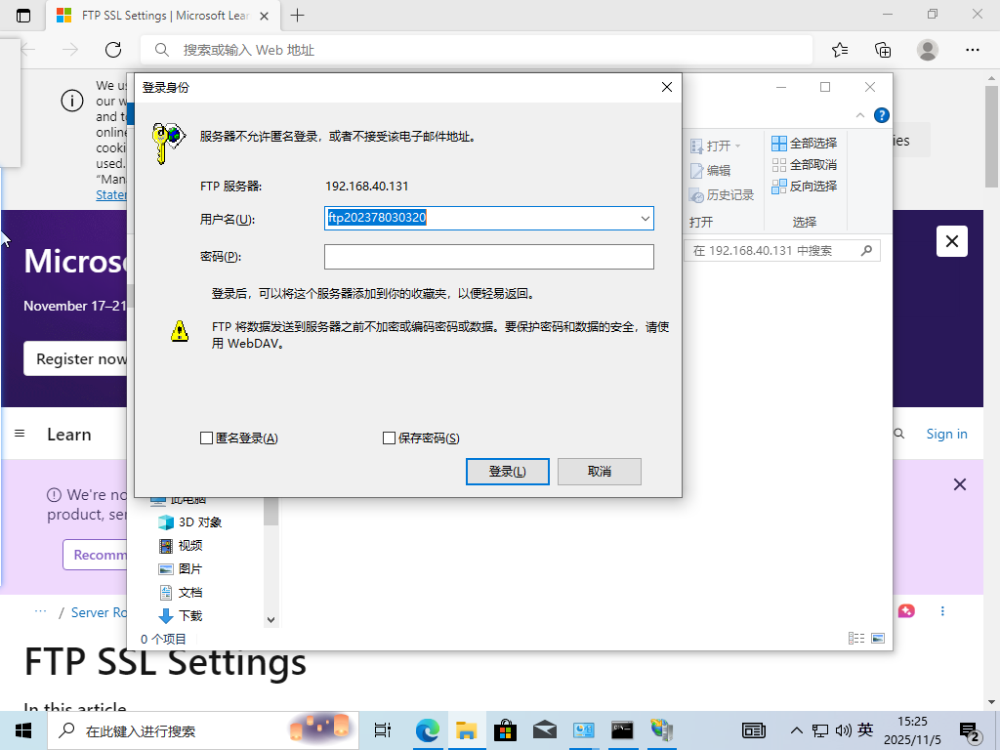 FTP SSL Settings | Microsoft Lear
搜索或输入 Web 地址
We us
our w
and to
online
cooki
used.
"Man
Stater
ies
登录身份
服务器不允许匿名登录，或者不接受该电子邮件地址。
FTP 服务器:
192.168.40.131
用户名(U):
ftp202378030320
密码(P):
登录后，可以将这个服务器添加到你的收藏夹，以便轻易返回。
FTP 将数据发送到服务器之前不加密或编码密码或数据。要保护密码和数据的安全，请使
用 WebDAV。
匿名登录(A)
保存密码(S)
登录(L)
取消
打开
编辑
历史记录
打开
全部选择
全部取消
反向选择
选择
在 192.168.40.131 中搜索
Microso
November 17–21
Register now
Learn
Sign in
We're no
product, ser
Recomm
此电脑
3D 对象
视频
图片
文档
下载
0 个项目
··· / Server Ro
FTP SSL Settings
In this article
在此键入进行搜索
英
15:25
2025/11/5
2